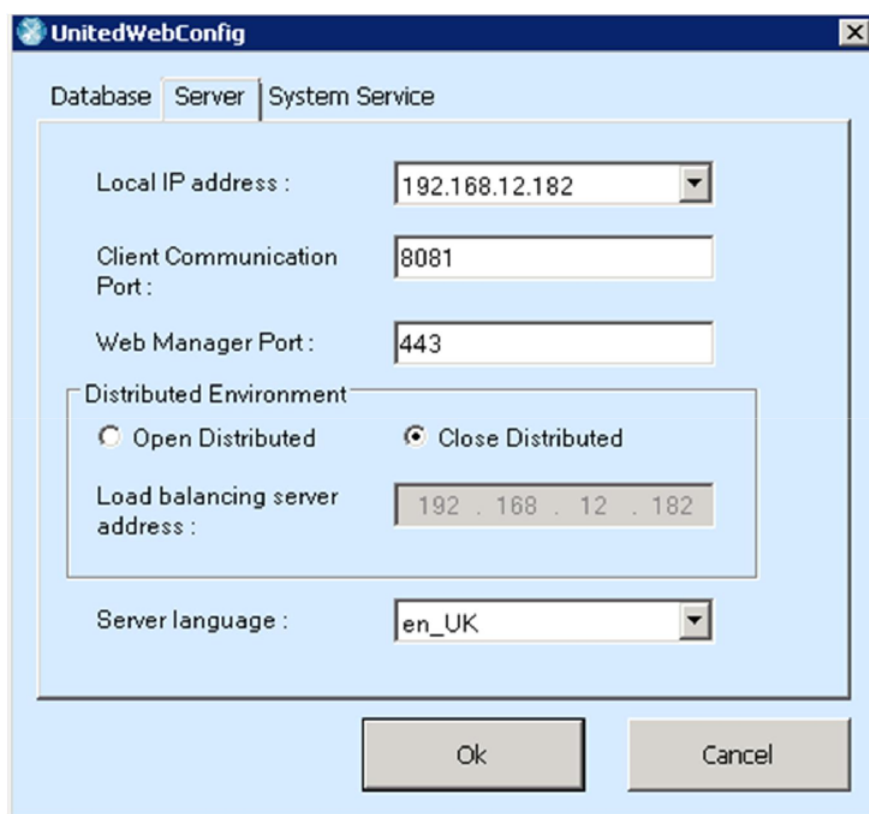 UnitedWebConfig
Database Server System Service
Local IP address : 192.168.12.182
Client Communication
Port : 8081
Web Manager Port : 443
Distributed Environment
Open Distributed Close Distributed
Load balancing server
address : 192 . 168 . 12 . 182
Server language : en_UK
Ok Cancel